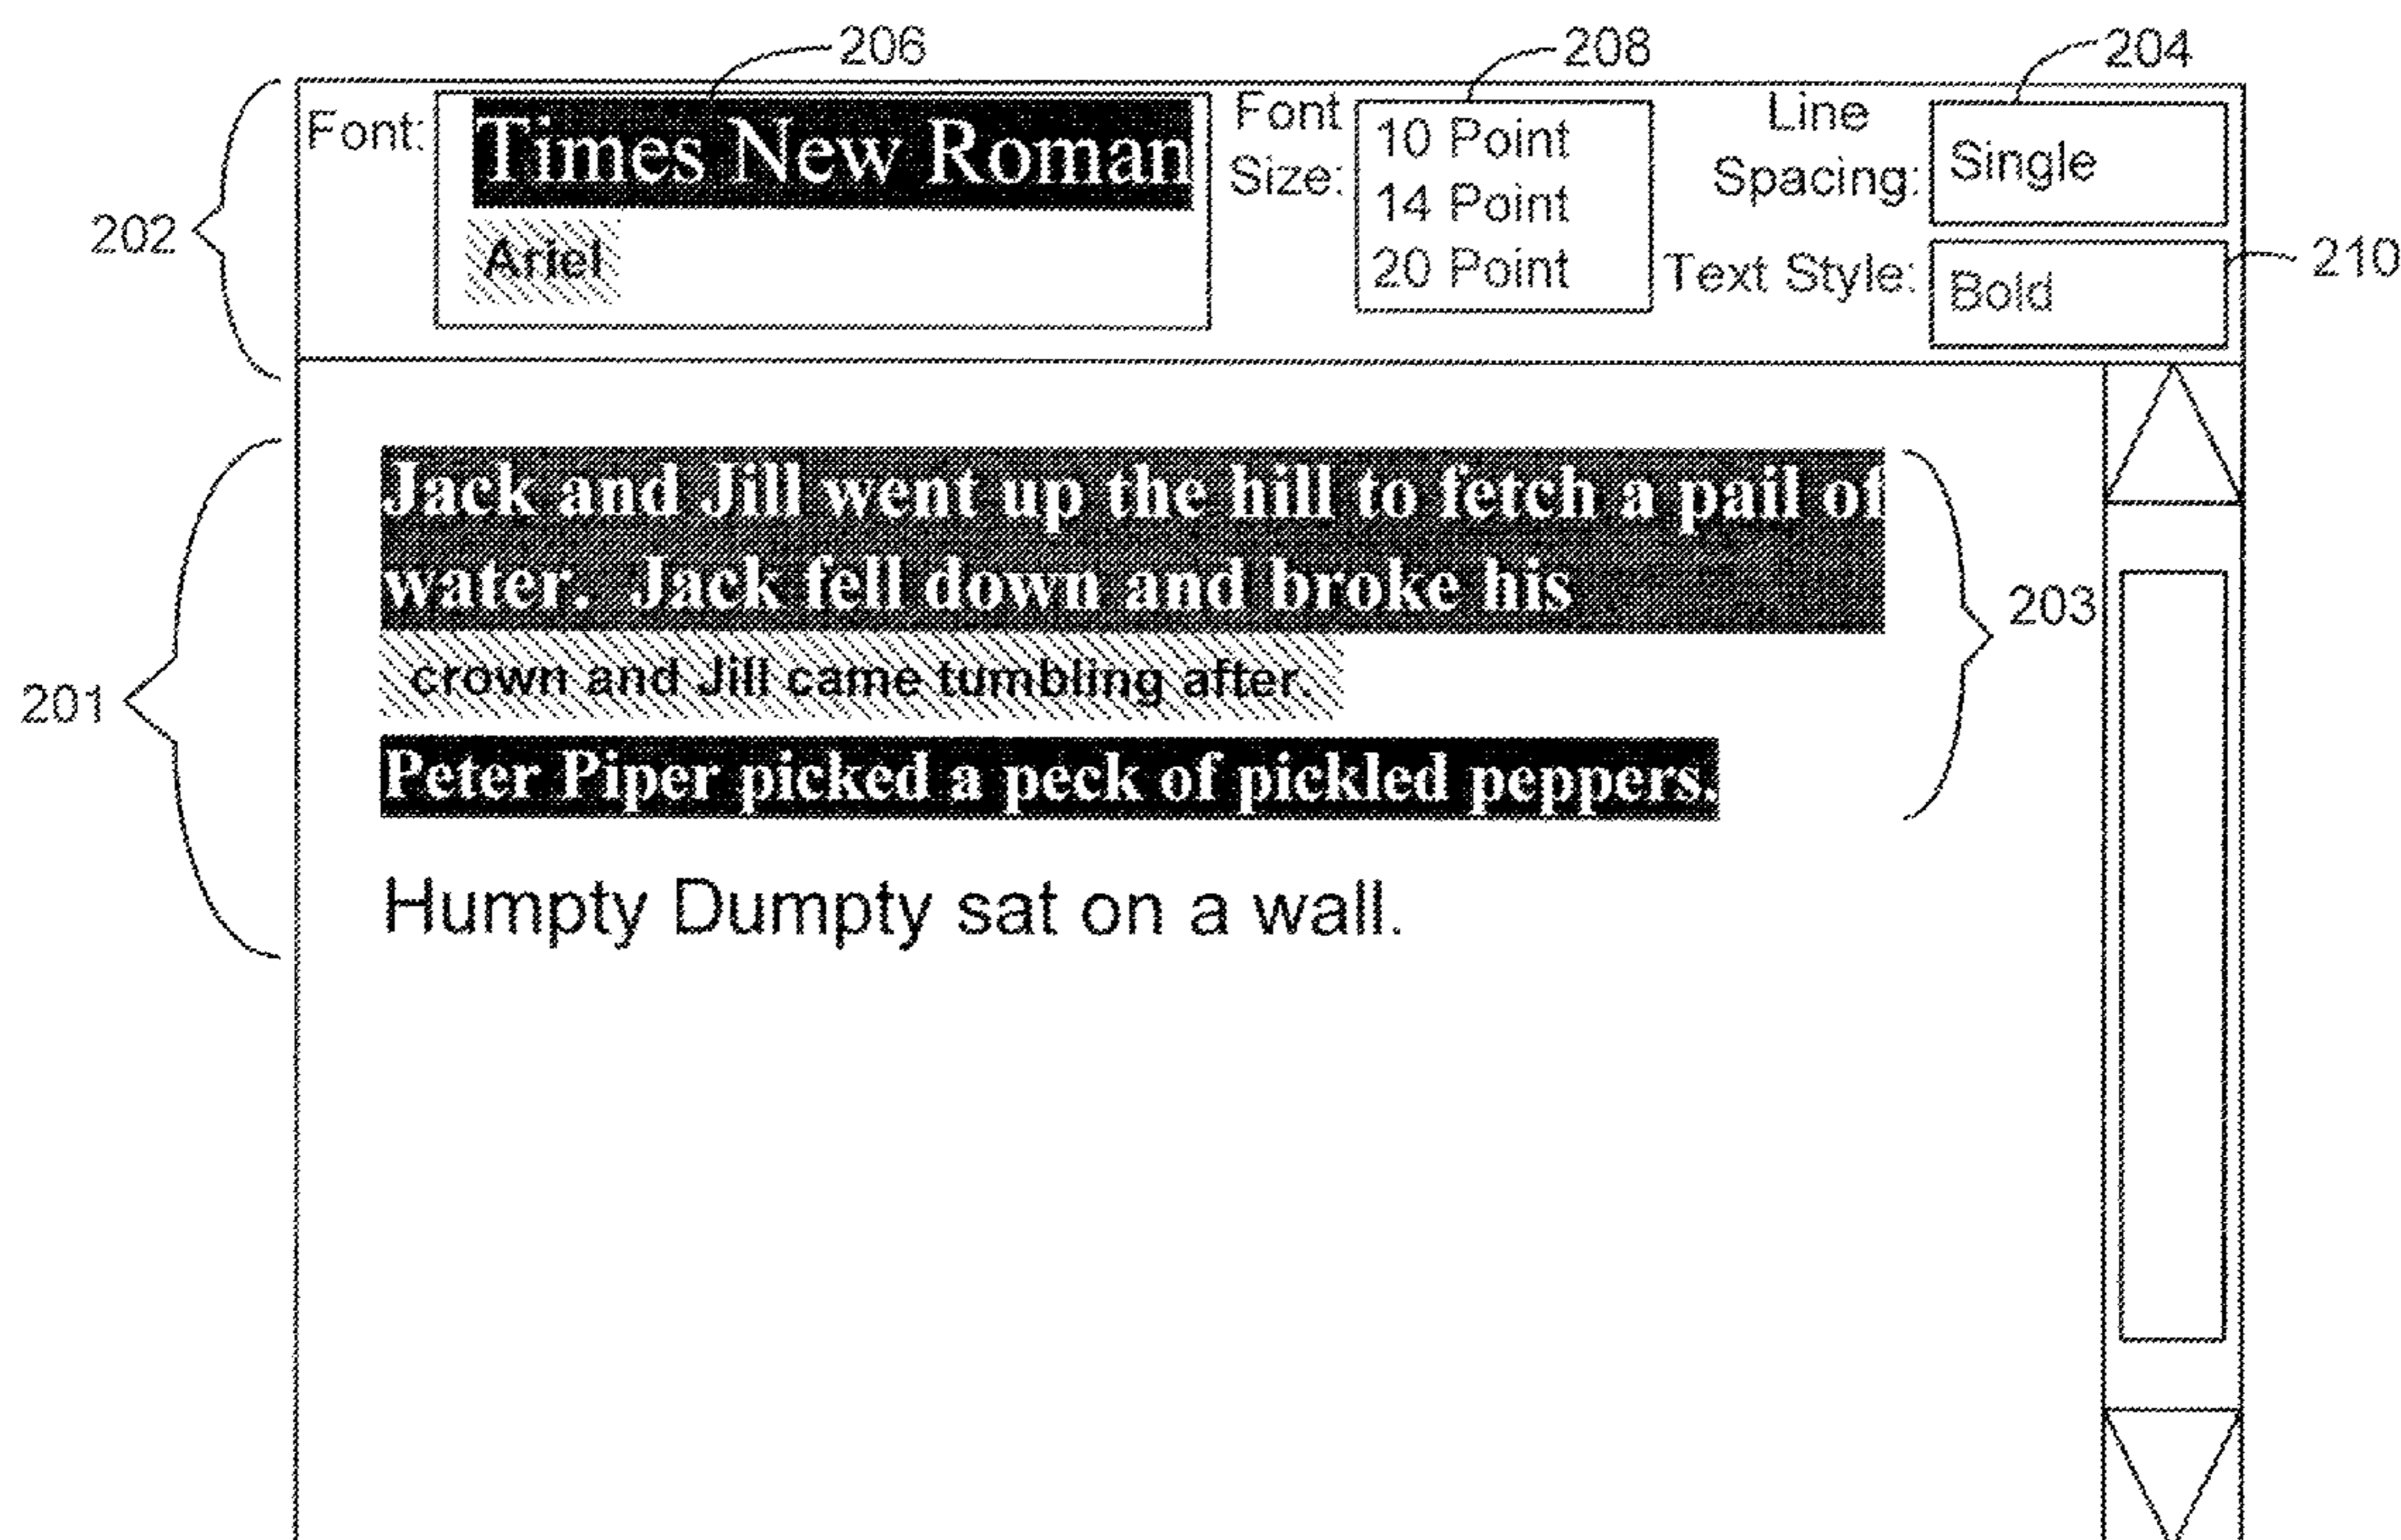 206
208
204
Font:
Times New Roman
Ariel
Font
Size:
10 Point
14 Point
20 Point
Line
Spacing:
Single
Text Style:
Bold
210
202
Jack and Jill went up the hill to fetch a pail of
water.  Jack fell down and broke his
crown and Jill came tumbling after.
Peter Piper picked a peck of pickled peppers.
203
201
Humpty Dumpty sat on a wall.